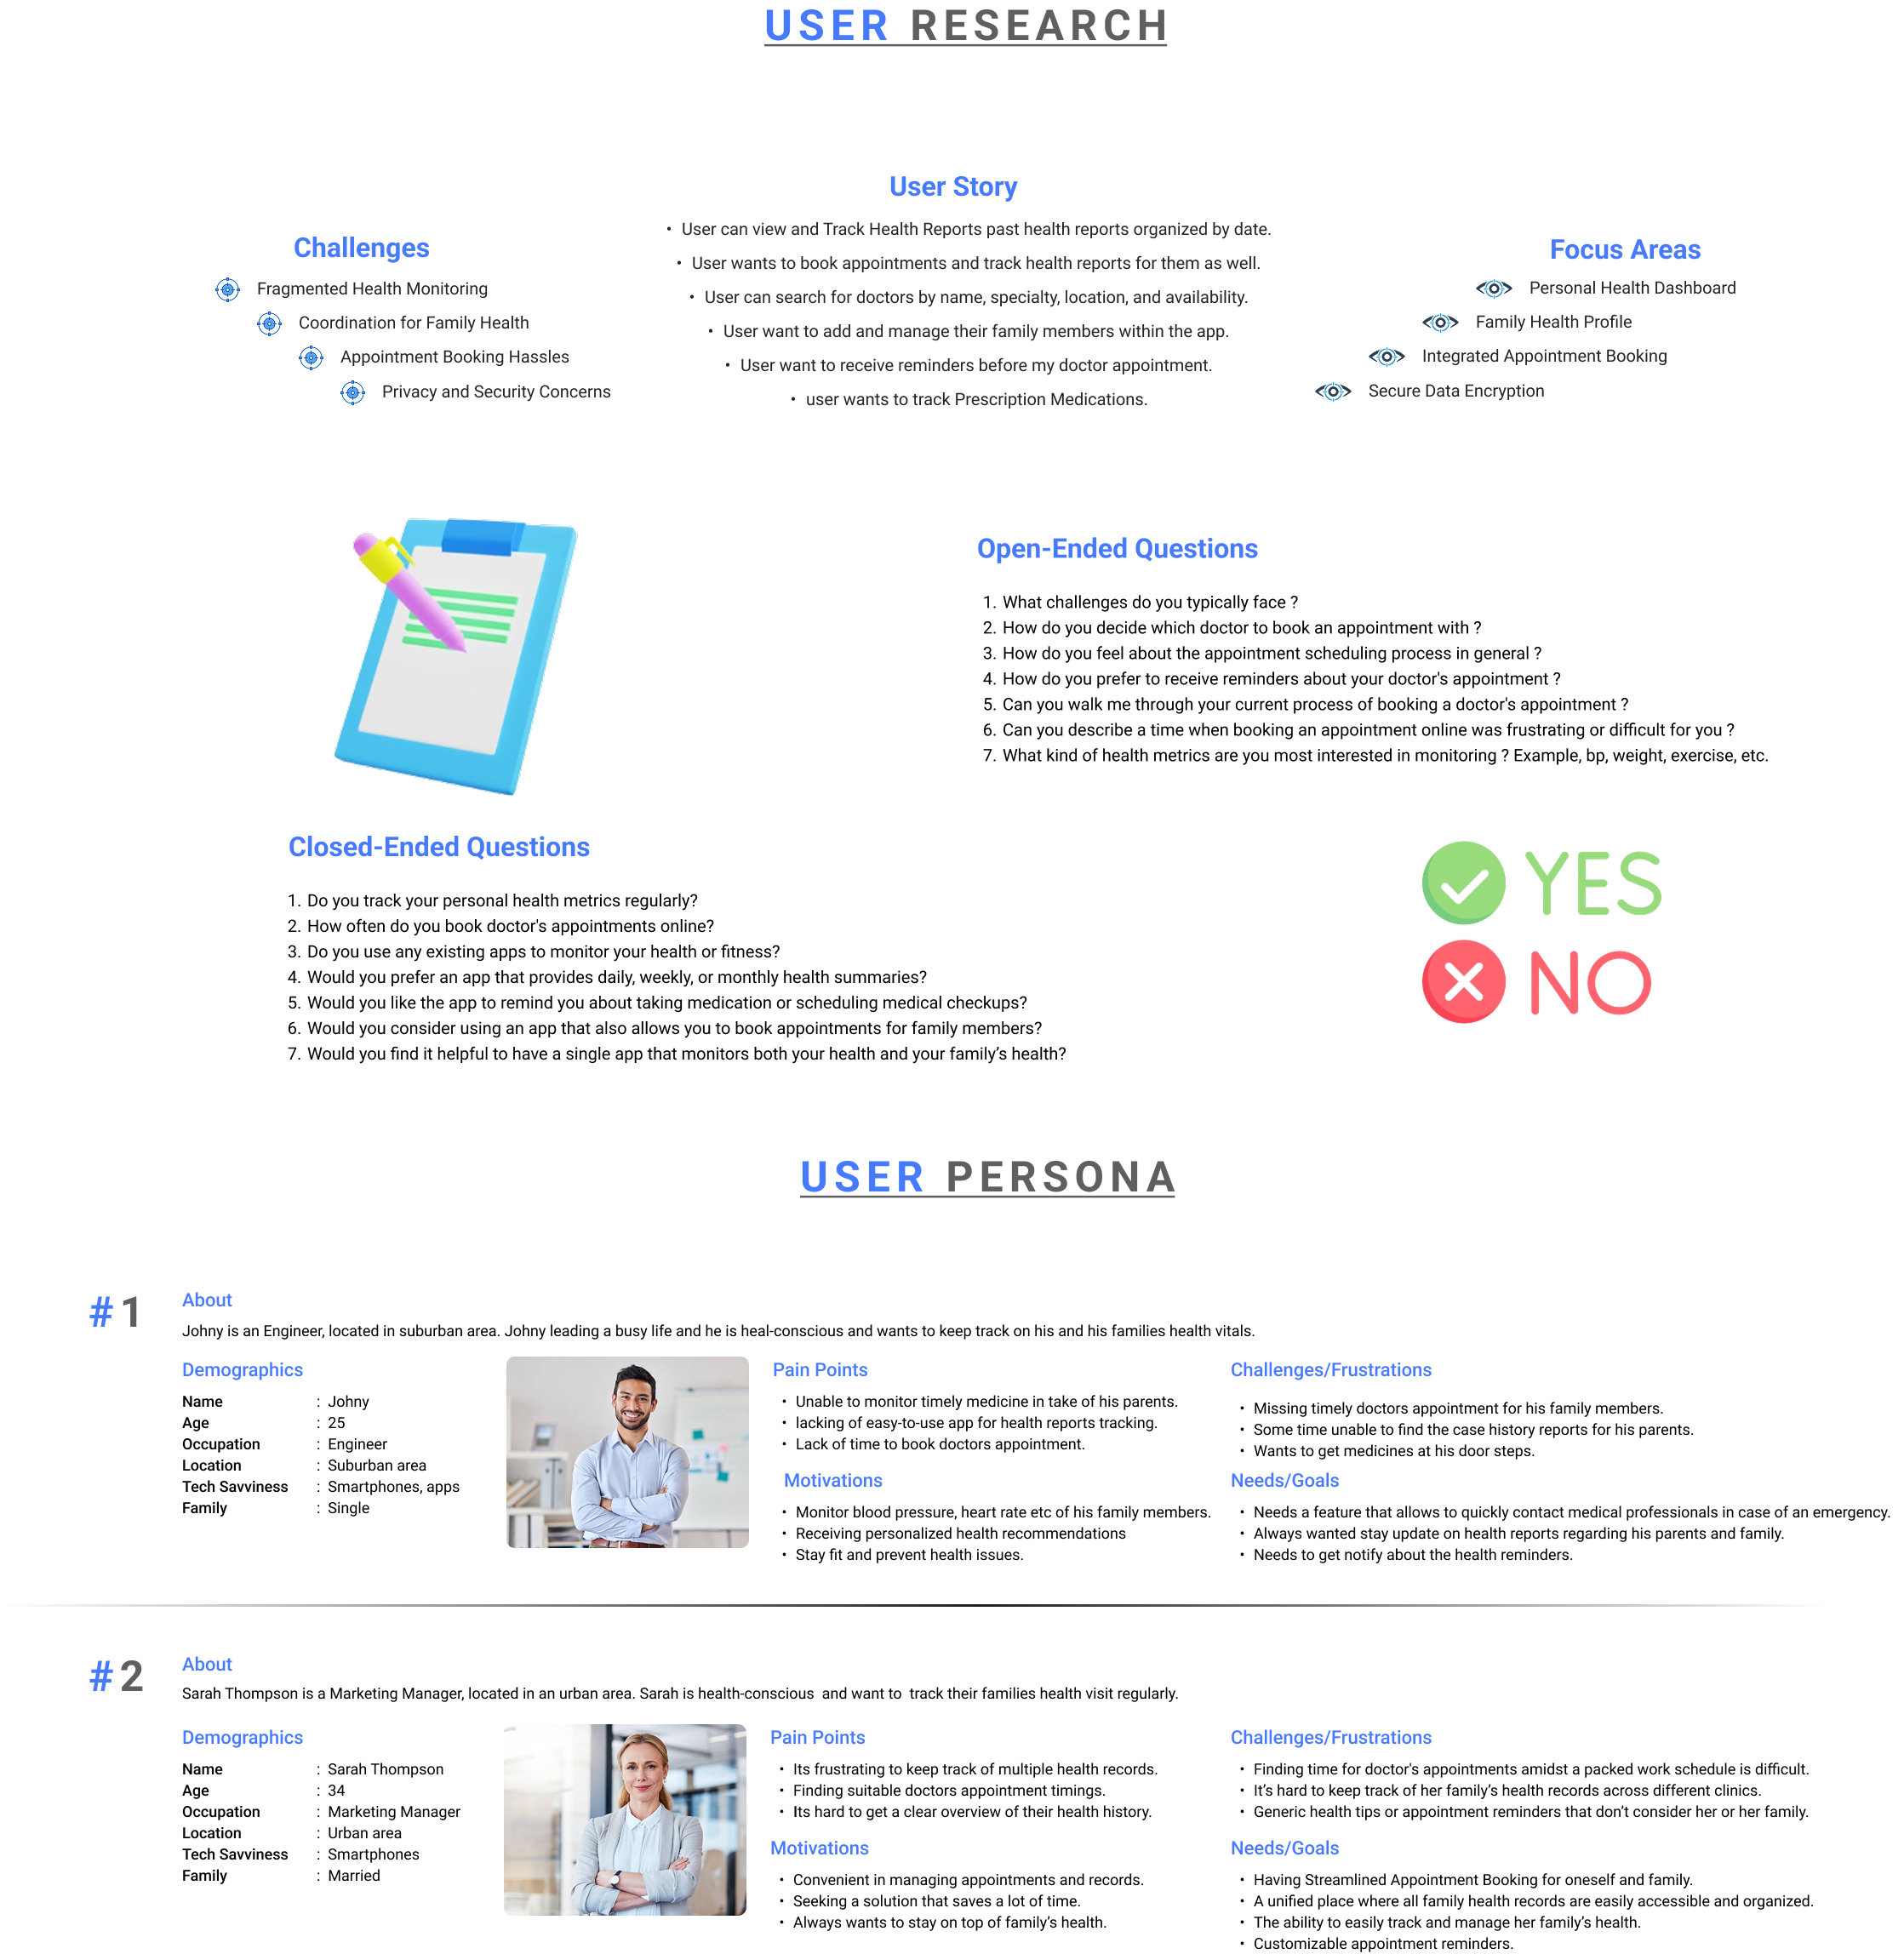 USER RESEARCH
User Story
• User can view and Track Health Reports past health reports organized by date.
• User wants to book appointments and track health reports for them as well.
• User can search for doctors by name, specialty, location, and availability.
• User want to add and manage their family members within the app.
• User want to receive reminders before my doctor appointment.
• user wants to track Prescription Medications.
Challenges
Fragmented Health Monitoring
Coordination for Family Health
Appointment Booking Hassles
Privacy and Security Concerns
Focus Areas
Personal Health Dashboard
Family Health Profile
Integrated Appointment Booking
Secure Data Encryption
Open-Ended Questions
1. What challenges do you typically face ?
2. How do you decide which doctor to book an appointment with ?
3. How do you feel about the appointment scheduling process in general ?
4. How do you prefer to receive reminders about your doctor's appointment ?
5. Can you walk me through your current process of booking a doctor's appointment ?
6. Can you describe a time when booking an appointment online was frustrating or difficult for you ?
7. What kind of health metrics are you most interested in monitoring ? Example, bp, weight, exercise, etc.
Closed-Ended Questions
1. Do you track your personal health metrics regularly?
2. How often do you book doctor's appointments online?
3. Do you use any existing apps to monitor your health or fitness?
4. Would you prefer an app that provides daily, weekly, or monthly health summaries?
5. Would you like the app to remind you about taking medication or scheduling medical checkups?
6. Would you consider using an app that also allows you to book appointments for family members?
7. Would you find it helpful to have a single app that monitors both your health and your family’s health?
YES
NO
USER PERSONA
#1
About
Johny is an Engineer, located in suburban area. Johny leading a busy life and he is heal-conscious and wants to keep track on his and his families health vitals.
Demographics
Name : Johny
Age : 25
Occupation : Engineer
Location : Suburban area
Tech Savviness : Smartphones, apps
Family : Single
Pain Points
• Unable to monitor timely medicine in take of his parents.
• lacking of easy-to-use app for health reports tracking.
• Lack of time to book doctors appointment.
Motivations
• Monitor blood pressure, heart rate etc of his family members.
• Receiving personalized health recommendations
• Stay fit and prevent health issues.
Challenges/Frustrations
• Missing timely doctors appointment for his family members.
• Some time unable to find the case history reports for his parents.
• Wants to get medicines at his door steps.
Needs/Goals
• Needs a feature that allows to quickly contact medical professionals in case of an emergency.
• Always wanted stay update on health reports regarding his parents and family.
• Needs to get notify about the health reminders.
#2
About
Sarah Thompson is a Marketing Manager, located in an urban area. Sarah is health-conscious and want to track their families health visit regularly.
Demographics
Name : Sarah Thompson
Age : 34
Occupation : Marketing Manager
Location : Urban area
Tech Savviness : Smartphones
Family : Married
Pain Points
• Its frustrating to keep track of multiple health records.
• Finding suitable doctors appointment timings.
• Its hard to get a clear overview of their health history.
Motivations
• Convenient in managing appointments and records.
• Seeking a solution that saves a lot of time.
• Always wants to stay on top of family’s health.
Challenges/Frustrations
• Finding time for doctor's appointments amidst a packed work schedule is difficult.
• It’s hard to keep track of her family’s health records across different clinics.
• Generic health tips or appointment reminders that don’t consider her or her family.
Needs/Goals
• Having Streamlined Appointment Booking for oneself and family.
• A unified place where all family health records are easily accessible and organized.
• The ability to easily track and manage her family’s health.
• Customizable appointment reminders.